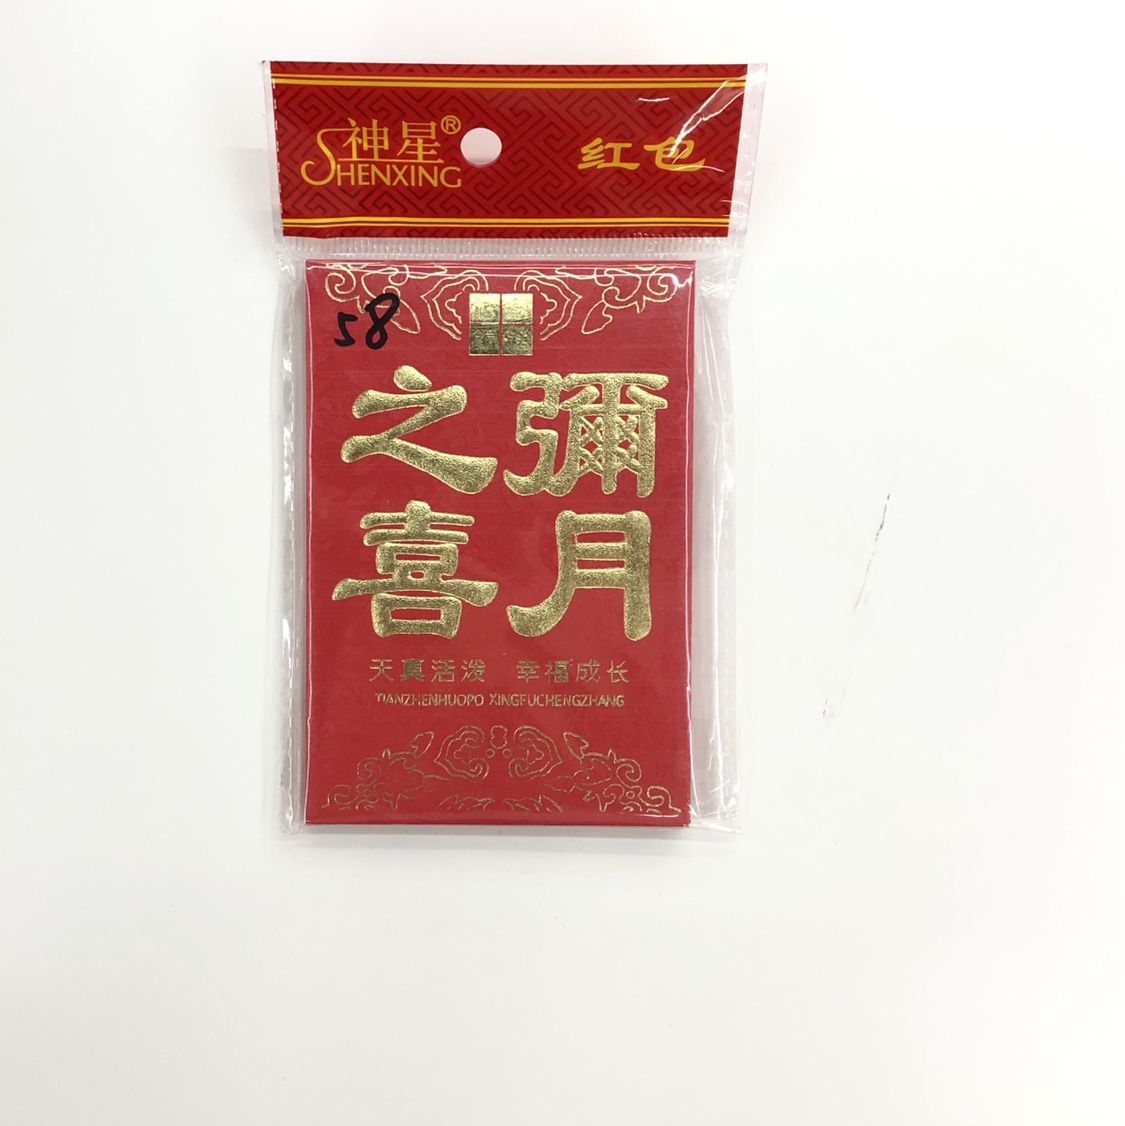 神星®
SHENXING
红包
58
彌月
之喜
天真活泼 幸福成长
TIANZHENHUOPO XINGFUCHENGZHANG